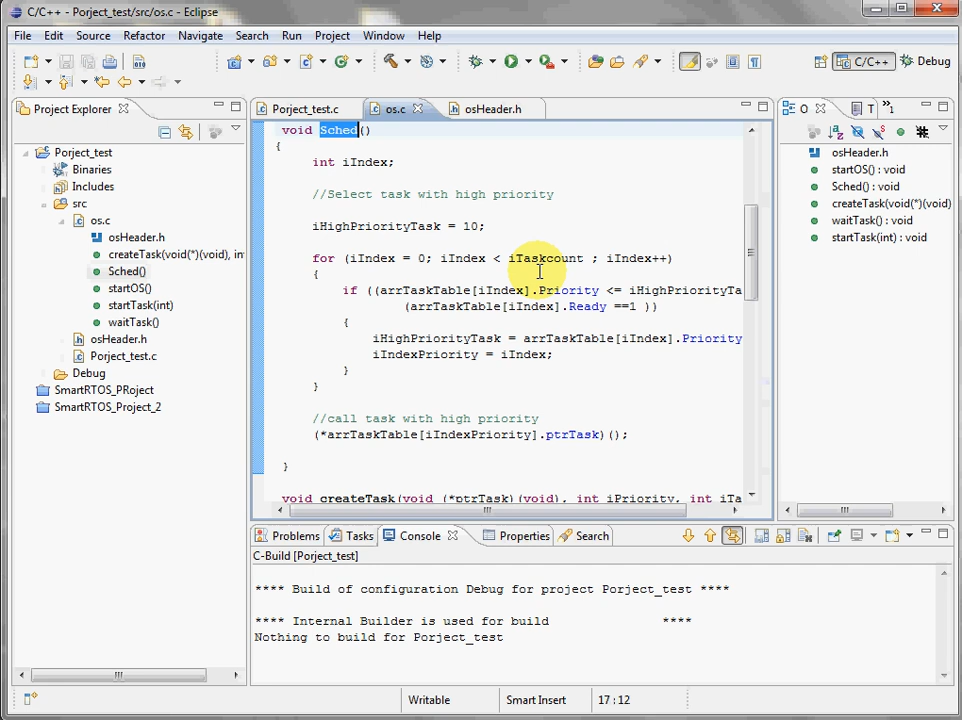 C/C++ - Porject_test/src/os.c - Eclipse
File Edit Source Refactor Navigate Search Run Project Window Help
C/C++ Debug
Project Explorer
Porject_test
Binaries
Includes
src
os.c
osHeader.h
createTask(void(*)(void), in
Sched()
startOS()
startTask(int)
waitTask()
osHeader.h
Porject_test.c
Debug
SmartRTOS_PRoject
SmartRTOS_Project_2
Porject_test.c os.c osHeader.h
void Sched()
{
int iIndex;
//Select task with high priority
iHighPriorityTask = 10;
for (iIndex = 0; iIndex < iTaskcount ; iIndex++)
{
if ((arrTaskTable[iIndex].Priority <= iHighPriorityTa
(arrTaskTable[iIndex].Ready ==1 ))
{
iHighPriorityTask = arrTaskTable[iIndex].Priority
iIndexPriority = iIndex;
}
}
//call task with high priority
(*arrTaskTable[iIndexPriority].ptrTask)();
}
void createTask(void (*ptrTask)(void), int iPriority, int iTa
O T »1
osHeader.h
startOS() : void
Sched() : void
createTask(void(*)(void)
waitTask() : void
startTask(int) : void
Problems Tasks Console Properties Search
C-Build [Porject_test]
**** Build of configuration Debug for project Porject_test ****
**** Internal Builder is used for build ****
Nothing to build for Porject_test
Writable Smart Insert 17:12